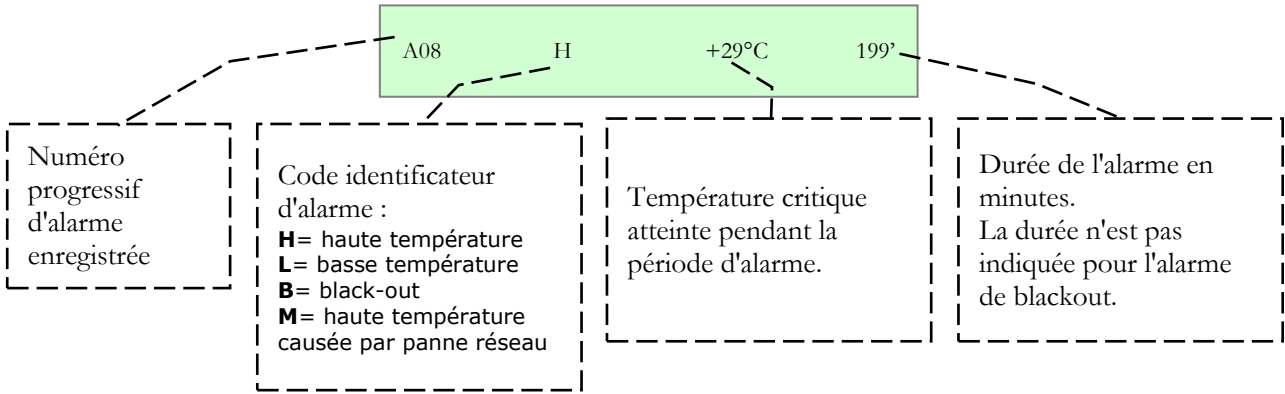 A08 H +29°C 199’
Numéro
progressif
d'alarme
enregistrée
Code identificateur
d'alarme :
H= haute température
L= basse température
B= black-out
M= haute température
causée par panne réseau
Température critique
atteinte pendant la
période d'alarme.
Durée de l'alarme en
minutes.
La durée n'est pas
indiquée pour l'alarme
de blackout.